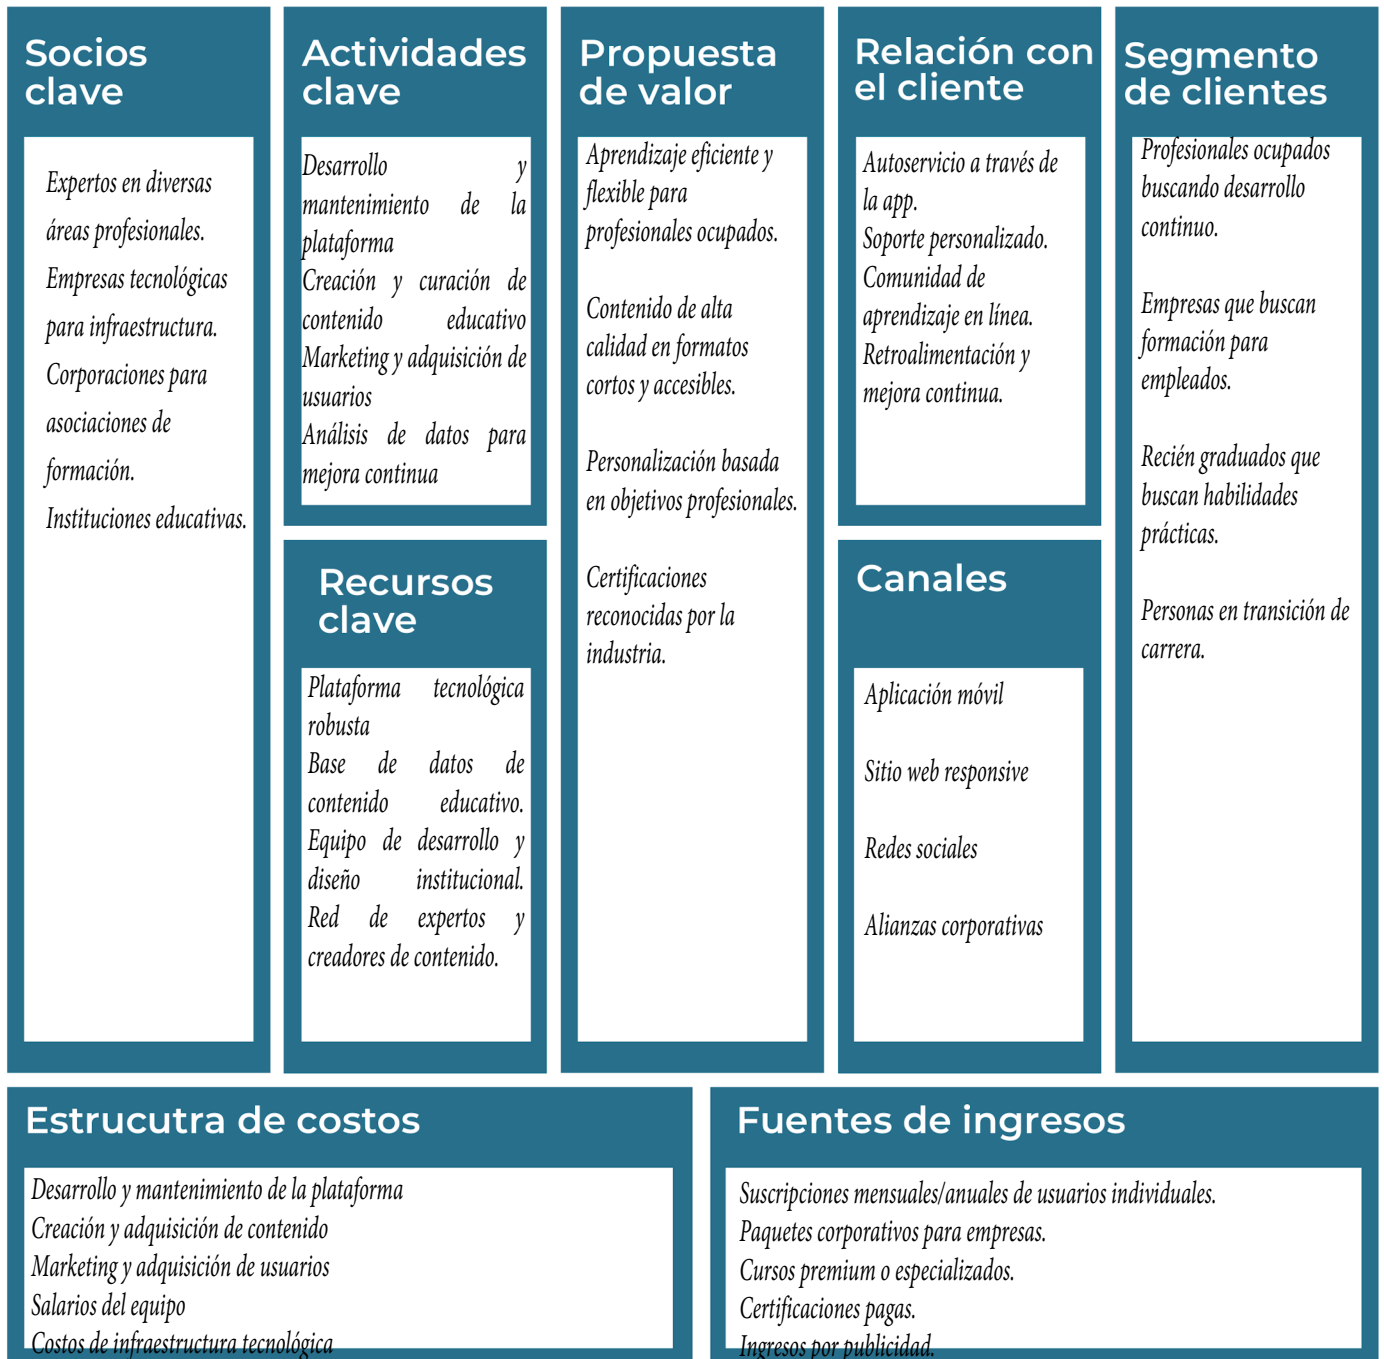 Socios
clave
Expertos en diversas
áreas profesionales.
Empresas tecnológicas
para infraestructura.
Corporaciones para
asociaciones de
formación.
Instituciones educativas.
Actividades
clave
Desarrollo y
mantenimiento de la
plataforma
Creación y curación de
contenido educativo
Marketing y adquisición de
usuarios
Análisis de datos para
mejora continua
Recursos
clave
Plataforma tecnológica
robusta
Base de datos de
contenido educativo.
Equipo de desarrollo y
diseño institucional.
Red de expertos y
creadores de contenido.
Propuesta
de valor
Aprendizaje eficiente y
flexible para
profesionales ocupados.
Contenido de alta
calidad en formatos
cortos y accesibles.
Personalización basada
en objetivos profesionales.
Certificaciones
reconocidas por la
industria.
Relación con
el cliente
Autoservicio a través de
la app.
Soporte personalizado.
Comunidad de
aprendizaje en línea.
Retroalimentación y
mejora continua.
Canales
Aplicación móvil
Sitio web responsive
Redes sociales
Alianzas corporativas
Segmento
de clientes
Profesionales ocupados
buscando desarrollo
continuo.
Empresas que buscan
formación para
empleados.
Recién graduados que
buscan habilidades
prácticas.
Personas en transición de
carrera.
Estrucutra de costos
Desarrollo y mantenimiento de la plataforma
Creación y adquisición de contenido
Marketing y adquisición de usuarios
Salarios del equipo
Costos de infraestructura tecnológica
Fuentes de ingresos
Suscripciones mensuales/anuales de usuarios individuales.
Paquetes corporativos para empresas.
Cursos premium o especializados.
Certificaciones pagas.
Ingresos por publicidad.